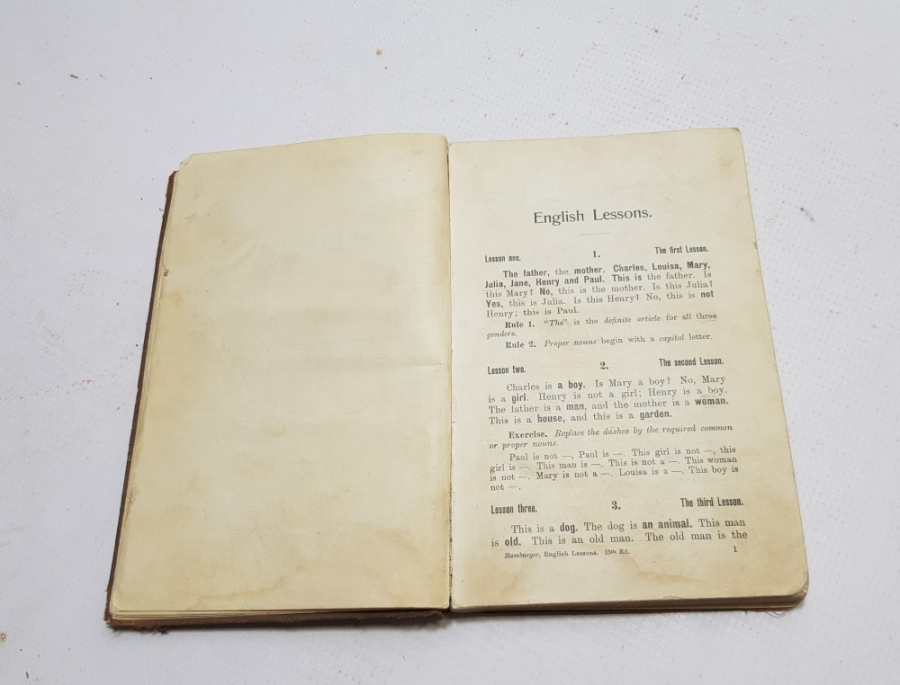 English Lessons.
Lesson one. 1. The first Lesson.
The father, the mother. Charles, Louisa, Mary,
Julia, Jane, Henry and Paul. This is the father. Is
this Mary? No, this is the mother. Is this Julia?
Yes, this is Julia. Is this Henry? No, this is not
Henry; this is Paul.
Rule 1. "The" is the definite article for all three
genders.
Rule 2. Proper nouns begin with a capital letter.
Lesson two. 2. The second Lesson.
Charles is a boy. Is Mary a boy? No, Mary
is a girl. Henry is not a girl; Henry is a boy.
The father is a man, and the mother is a woman.
This is a house, and this is a garden.
Exercise. Replace the dashes by the required common
or proper nouns.
Paul is not —, Paul is —. This girl is not —, this
girl is —. This man is —. This is not a —. This woman
is not —. Mary is not a —. Louisa is a —. This boy is
not —.
Lesson three. 3. The third Lesson.
This is a dog. The dog is an animal. This man
is old. This is an old man. The old man is the
Bamburger, English Lessons. 15th Ed. 1